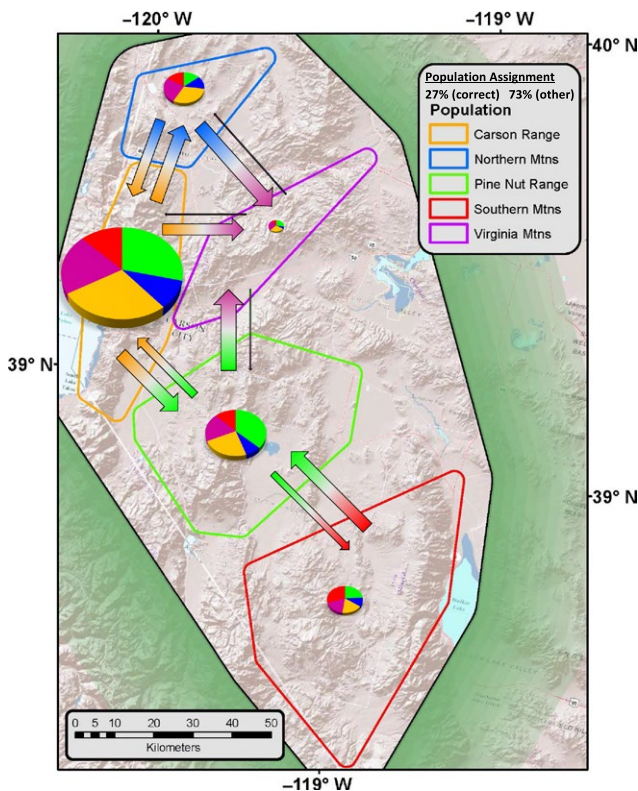 −120° W
−119° W
40° N
Population Assignment
27% (correct) 73% (other)
Population
Carson Range
Northern Mtns
Pine Nut Range
Southern Mtns
Virginia Mtns
39° N
39° N
CITY
0 5 10 20 30 40 50
Kilometers
−119° W